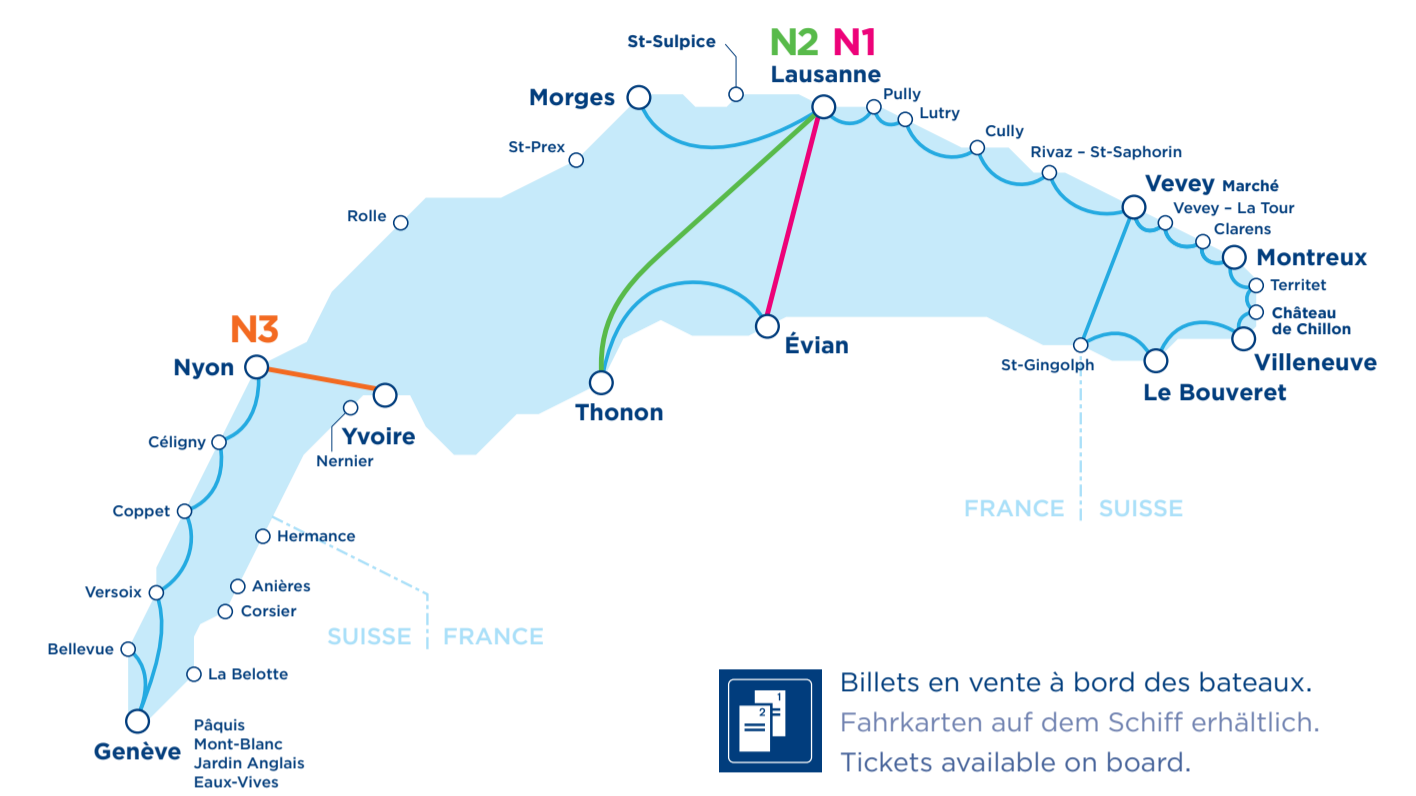 St-Sulpice
N2 N1
Lausanne
Morges
Pully
Lutry
St-Prex
Cully
Rivaz – St-Saphorin
Vevey Marché
Vevey – La Tour
Rolle
Clarens
Montreux
Territet
Château
de Chillon
N3
Évian
Nyon
St-Gingolph
Villeneuve
Le Bouveret
Thonon
Yvoire
Céligny
Nernier
FRANCE
SUISSE
Coppet
Hermance
Anières
Versoix
Corsier
SUISSE
FRANCE
Bellevue
La Belotte
Genève
Pâquis
Mont-Blanc
Jardin Anglais
Eaux-Vives
1
2
Billets en vente à bord des bateaux.
Fahrkarten auf dem Schiff erhältlich.
Tickets available on board.